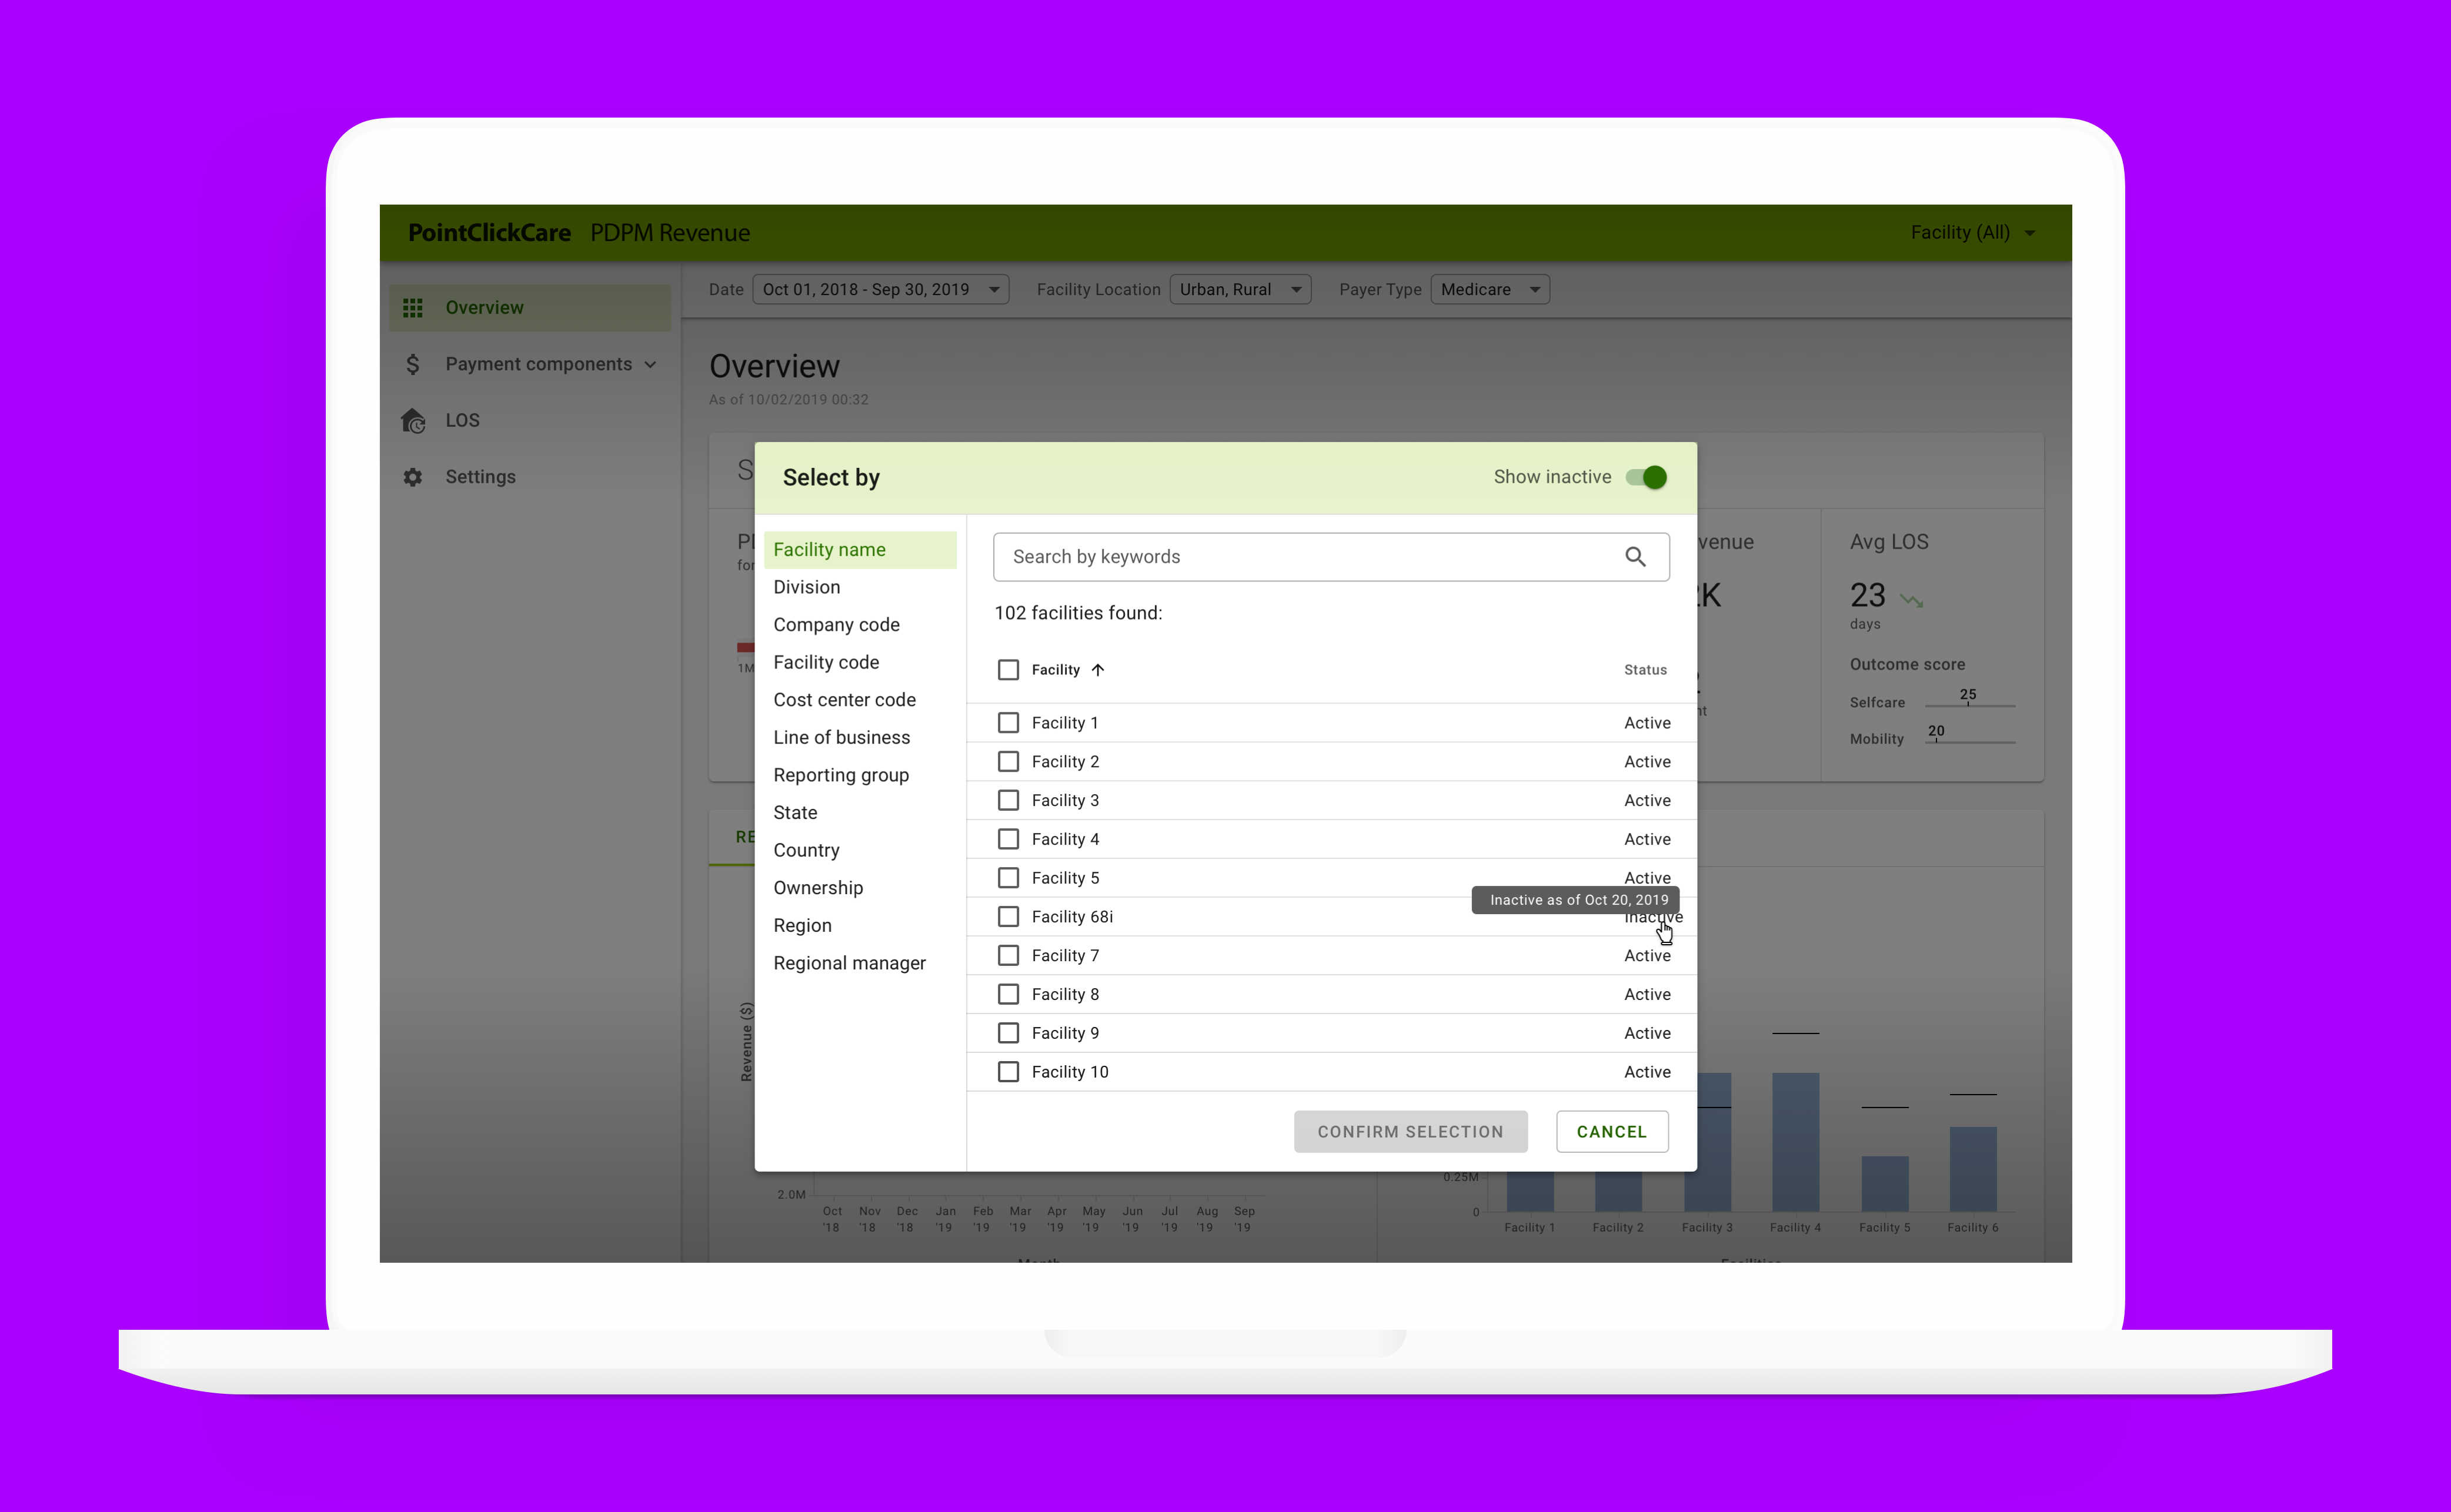 PointClickCare PDPM Revenue
Facility (All)
Overview
Payment components
LOS
Settings
Date Oct 01, 2018 - Sep 30, 2019 Facility Location Urban, Rural Payer Type Medicare
Overview
As of 10/02/2019 00:32
Select by
Show inactive
Facility name
Division
Company code
Facility code
Cost center code
Line of business
Reporting group
State
Country
Ownership
Region
Regional manager
Search by keywords
102 facilities found:
Facility Status
Facility 1 Active
Facility 2 Active
Facility 3 Active
Facility 4 Active
Facility 5 Active
Inactive as of Oct 20, 2019
Facility 68i Inactive
Facility 7 Active
Facility 8 Active
Facility 9 Active
Facility 10 Active
CONFIRM SELECTION CANCEL
1M
Avg LOS
23
days
Outcome score
Selfcare 25
Mobility 20
Revenue ($)
2.0M
Oct Nov Dec Jan Feb Mar Apr May Jun Jul Aug Sep
'18 '18 '18 '19 '19 '19 '19 '19 '19 '19 '19 '19
0.25M
0
Facility 1 Facility 2 Facility 3 Facility 4 Facility 5 Facility 6